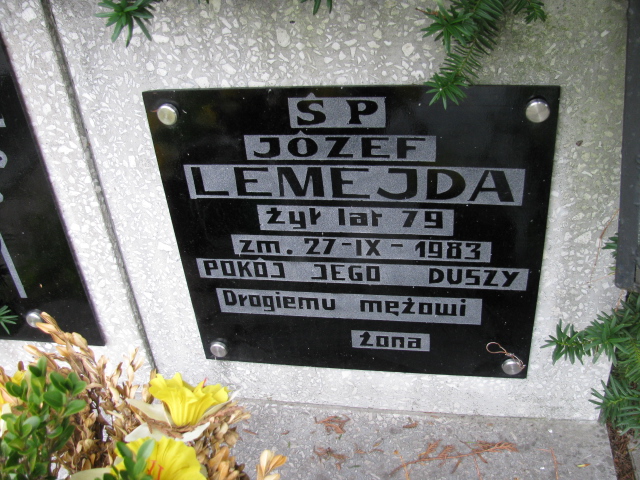 ŚP
JÓZEF
LEMEJDA
żył lat 79
zm. 27-IX-1983
POKÓJ JEGO DUSZY
Drogiemu mężowi
żona